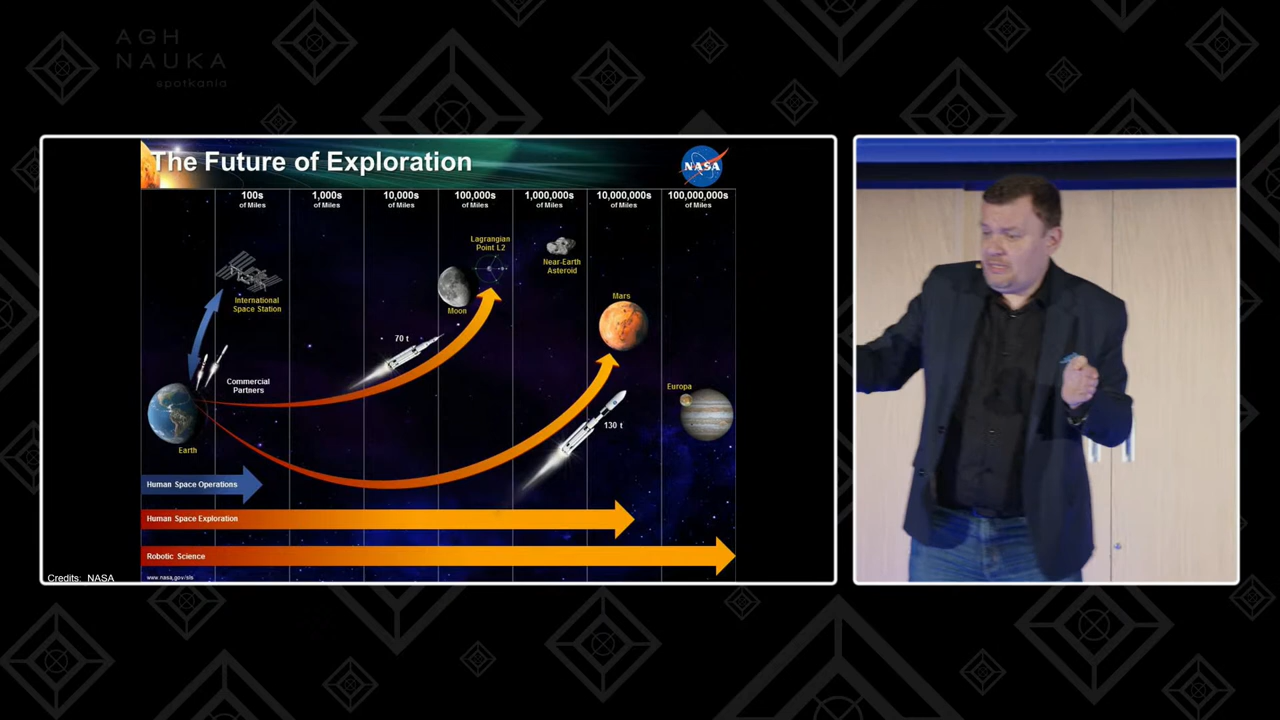 AGH
NAUKA
spotkania
The Future of Exploration
NASA
100s
of Miles
1,000s
of Miles
10,000s
of Miles
100,000s
of Miles
1,000,000s
of Miles
10,000,000s
of Miles
100,000,000s
of Miles
International
Space Station
Lagrangian
Point L2
Near-Earth
Asteroid
Moon
Mars
70 t
Commercial
Partners
Europa
130 t
Earth
Human Space Operations
Human Space Exploration
Robotic Science
www.nasa.gov/sls
Credits: NASA